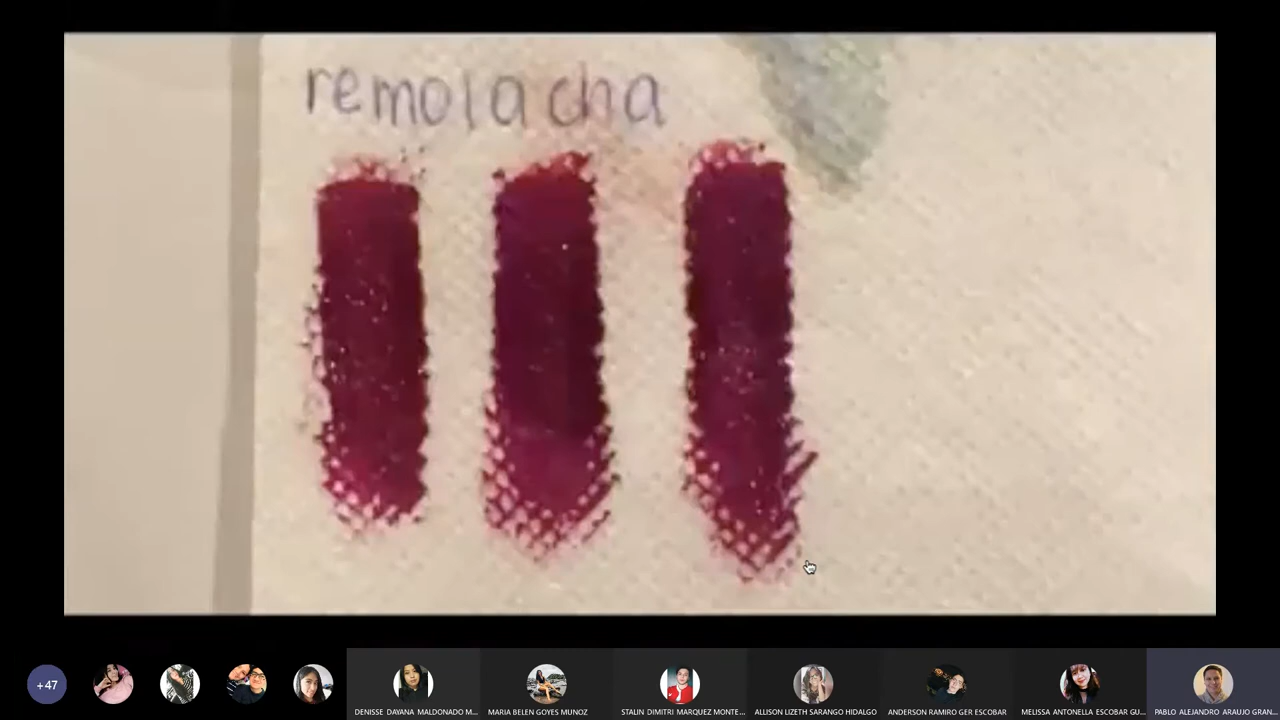 remolacha
+47
DENISSE DAYANA MALDONADO M...
MARIA BELEN GOYES MUNOZ
STALIN DIMITRI MARQUEZ MONTE...
ALLISON LIZETH SARANGO HIDALGO
ANDERSON RAMIRO GER ESCOBAR
MELISSA ANTONELLA ESCOBAR GU...
PABLO ALEJANDRO ARAUJO GRAN...